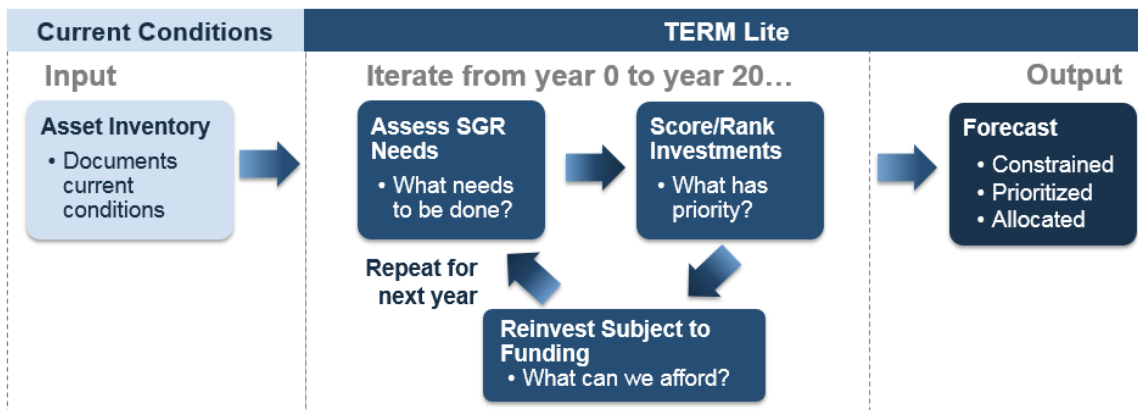 Current Conditions
TERM Lite
Input
Iterate from year 0 to year 20…
Output
Asset Inventory
• Documents
current
conditions
Assess SGR
Needs
• What needs
to be done?
Score/Rank
Investments
• What has
priority?
Forecast
• Constrained
• Prioritized
• Allocated
Repeat for
next year
Reinvest Subject to
Funding
• What can we afford?